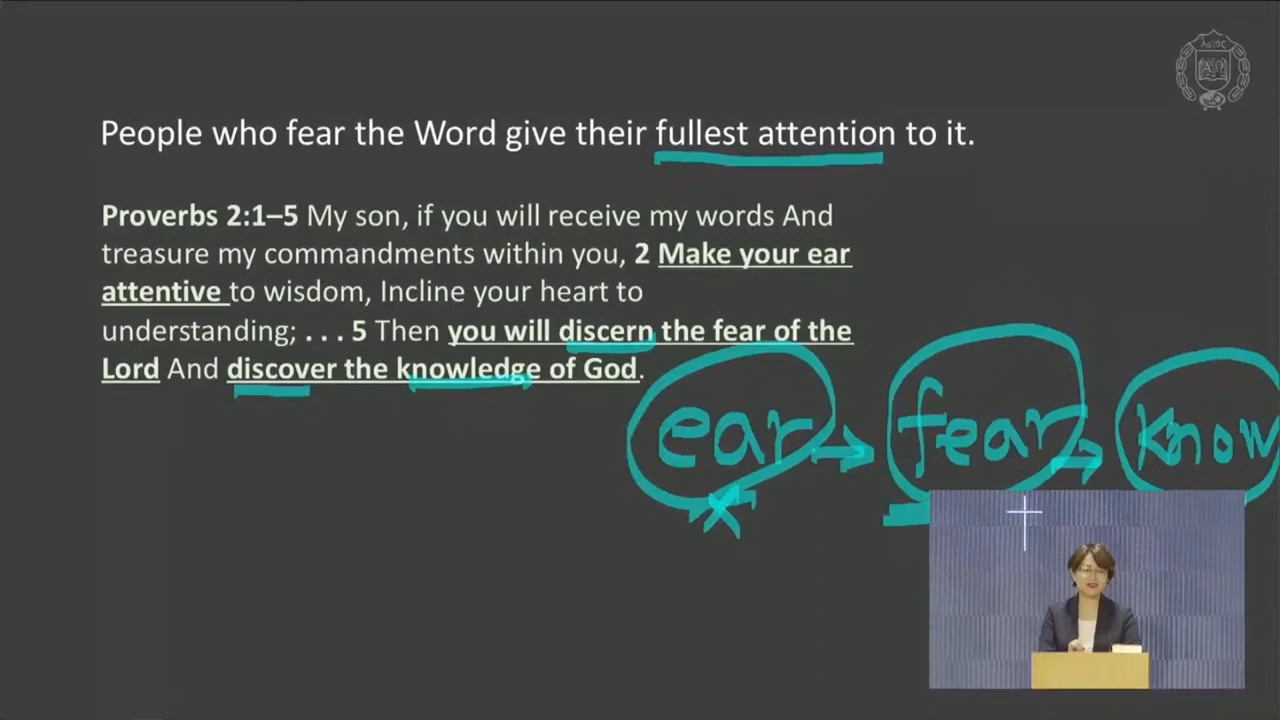 λογος
People who fear the Word give their fullest attention to it.
Proverbs 2:1–5 My son, if you will receive my words And
treasure my commandments within you, 2 Make your ear
attentive to wisdom, Incline your heart to
understanding; . . . 5 Then you will discern the fear of the
Lord And discover the knowledge of God.
ear → fear → know